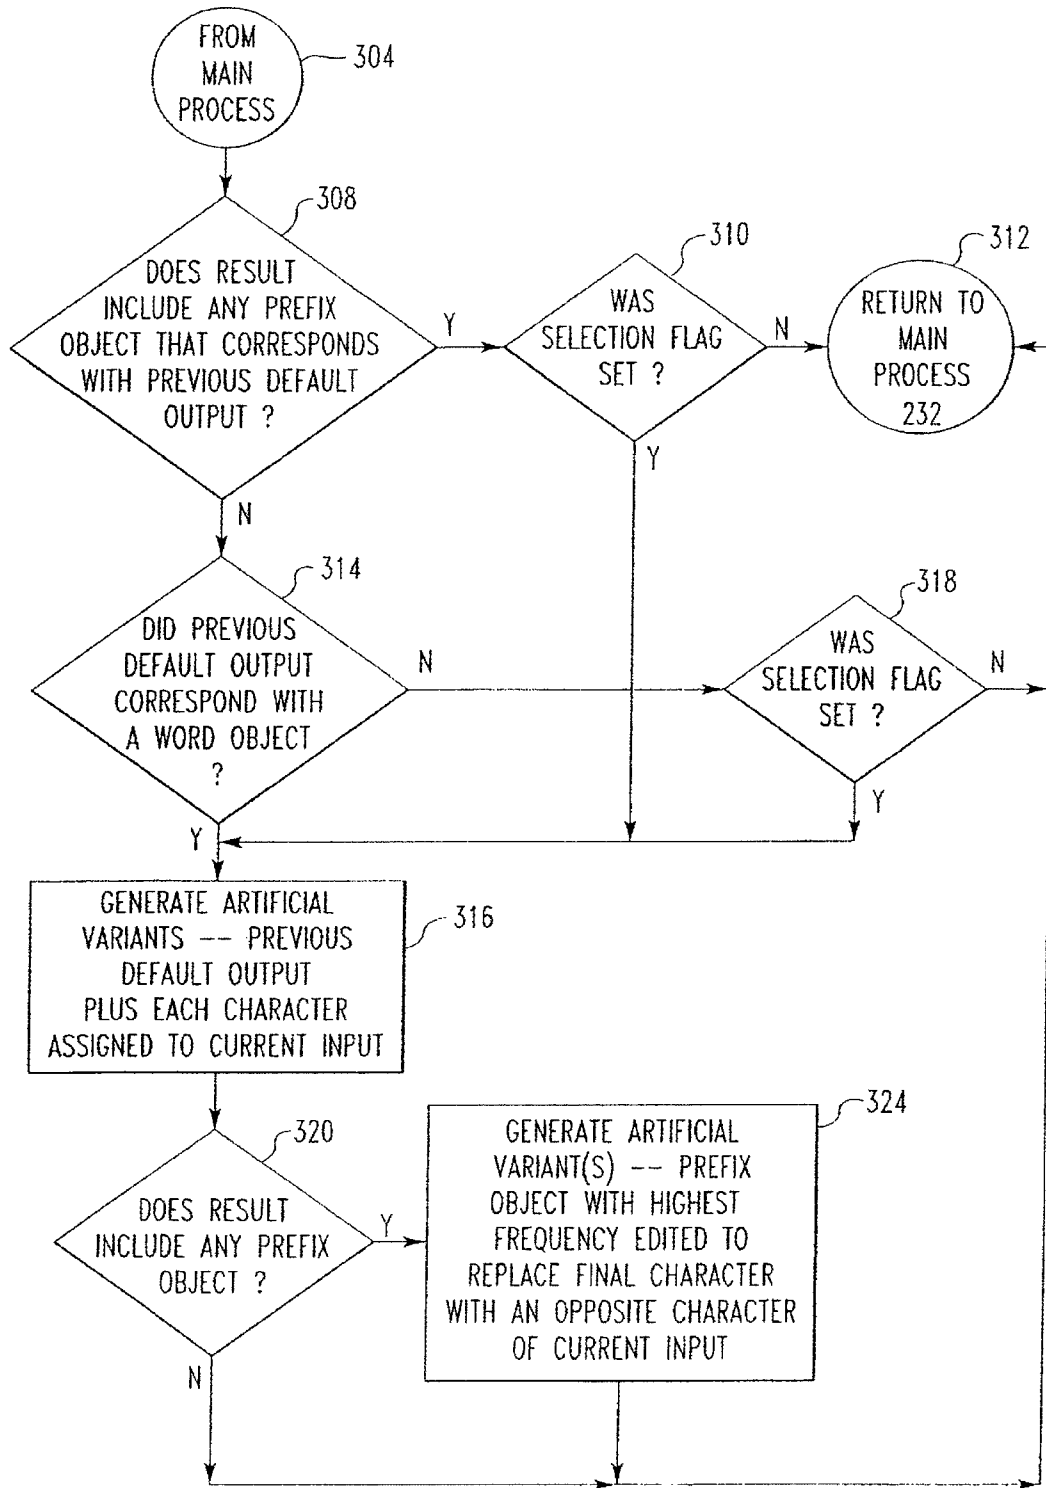 FROM
MAIN
PROCESS
304
308
DOES RESULT
INCLUDE ANY PREFIX
OBJECT THAT CORRESPONDS
WITH PREVIOUS DEFAULT
OUTPUT ?
Y
N
310
WAS
SELECTION FLAG
SET ?
N
Y
312
RETURN TO
MAIN
PROCESS
232
314
DID PREVIOUS
DEFAULT OUTPUT
CORRESPOND WITH
A WORD OBJECT
?
N
Y
318
WAS
SELECTION FLAG
SET ?
N
Y
GENERATE ARTIFICIAL
VARIANTS -- PREVIOUS
DEFAULT OUTPUT
PLUS EACH CHARACTER
ASSIGNED TO CURRENT INPUT
316
320
DOES RESULT
INCLUDE ANY PREFIX
OBJECT ?
Y
N
324
GENERATE ARTIFICIAL
VARIANT(S) -- PREFIX
OBJECT WITH HIGHEST
FREQUENCY EDITED TO
REPLACE FINAL CHARACTER
WITH AN OPPOSITE CHARACTER
OF CURRENT INPUT